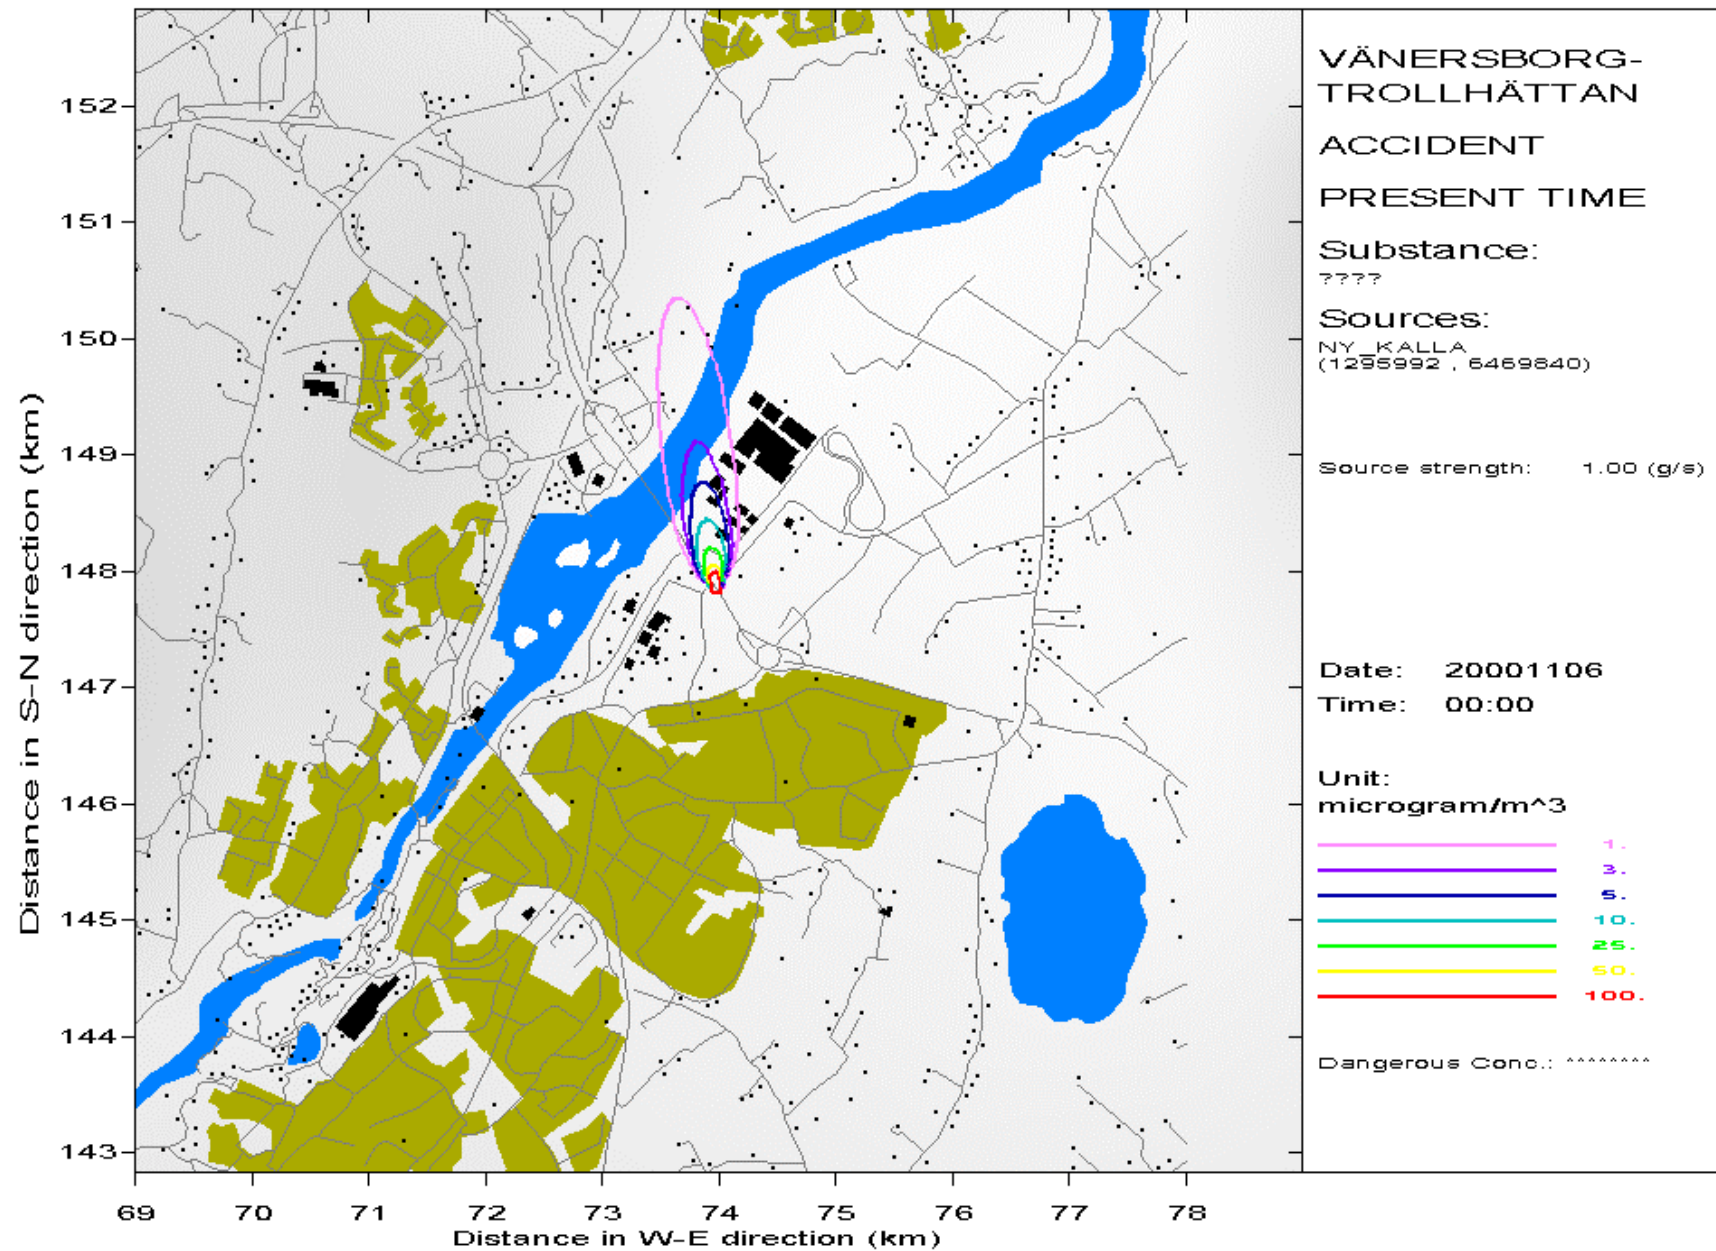 VÄNERSBORG-
TROLLHÄTTAN
ACCIDENT
PRESENT TIME
Substance:
????
Sources:
NY_KALLA
(1295992 , 6469840)
Source strength: 1.00 (g/s)
Date: 20001106
Time: 00:00
Unit:
microgram/m^3
1.
3.
5.
10.
25.
50.
100.
Dangerous Conc.: ********
Distance in S-N direction (km)
152
151
150
149
148
147
146
145
144
143
69 70 71 72 73 74 75 76 77 78
Distance in W-E direction (km)